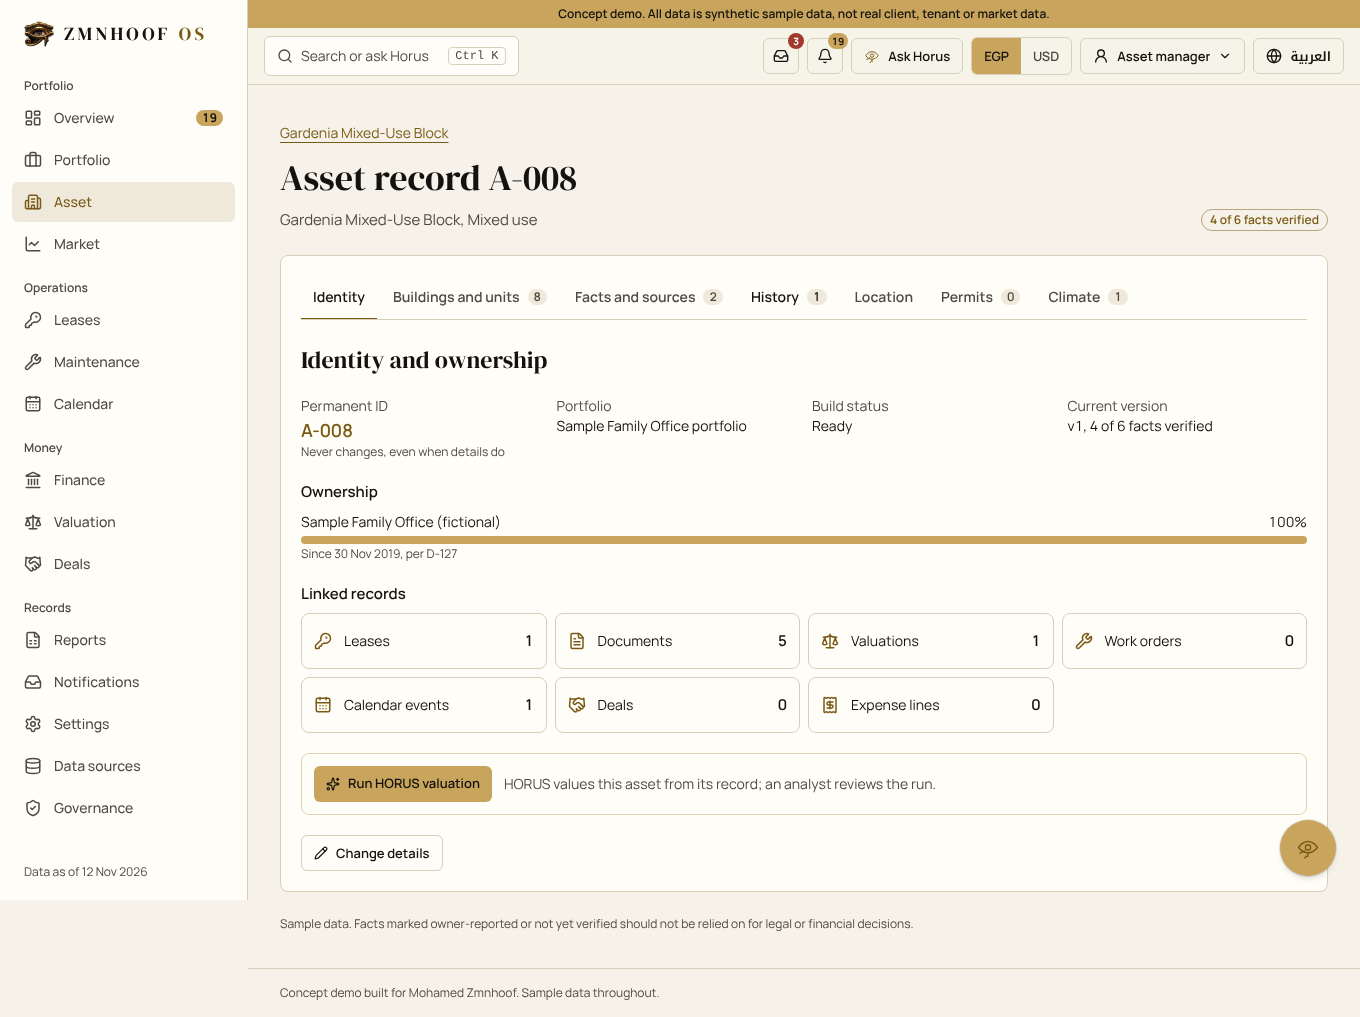 ZMNHOOF OS
Portfolio
Overview 19
Portfolio
Asset
Market
Operations
Leases
Maintenance
Calendar
Money
Finance
Valuation
Deals
Records
Reports
Notifications
Settings
Data sources
Governance
Data as of 12 Nov 2026
Concept demo. All data is synthetic sample data, not real client, tenant or market data.
Search or ask Horus Ctrl K
3 19 Ask Horus EGP USD Asset manager العربية
Gardenia Mixed-Use Block
Asset record A-008
Gardenia Mixed-Use Block, Mixed use 4 of 6 facts verified
Identity Buildings and units 8 Facts and sources 2 History 1 Location Permits 0 Climate 1
Identity and ownership
Permanent ID Portfolio Build status Current version
A-008 Sample Family Office portfolio Ready v1, 4 of 6 facts verified
Never changes, even when details do
Ownership
Sample Family Office (fictional) 100%
Since 30 Nov 2019, per D-127
Linked records
Leases 1 Documents 5 Valuations 1 Work orders 0
Calendar events 1 Deals 0 Expense lines 0
Run HORUS valuation HORUS values this asset from its record; an analyst reviews the run.
Change details
Sample data. Facts marked owner-reported or not yet verified should not be relied on for legal or financial decisions.
Concept demo built for Mohamed Zmnhoof. Sample data throughout.